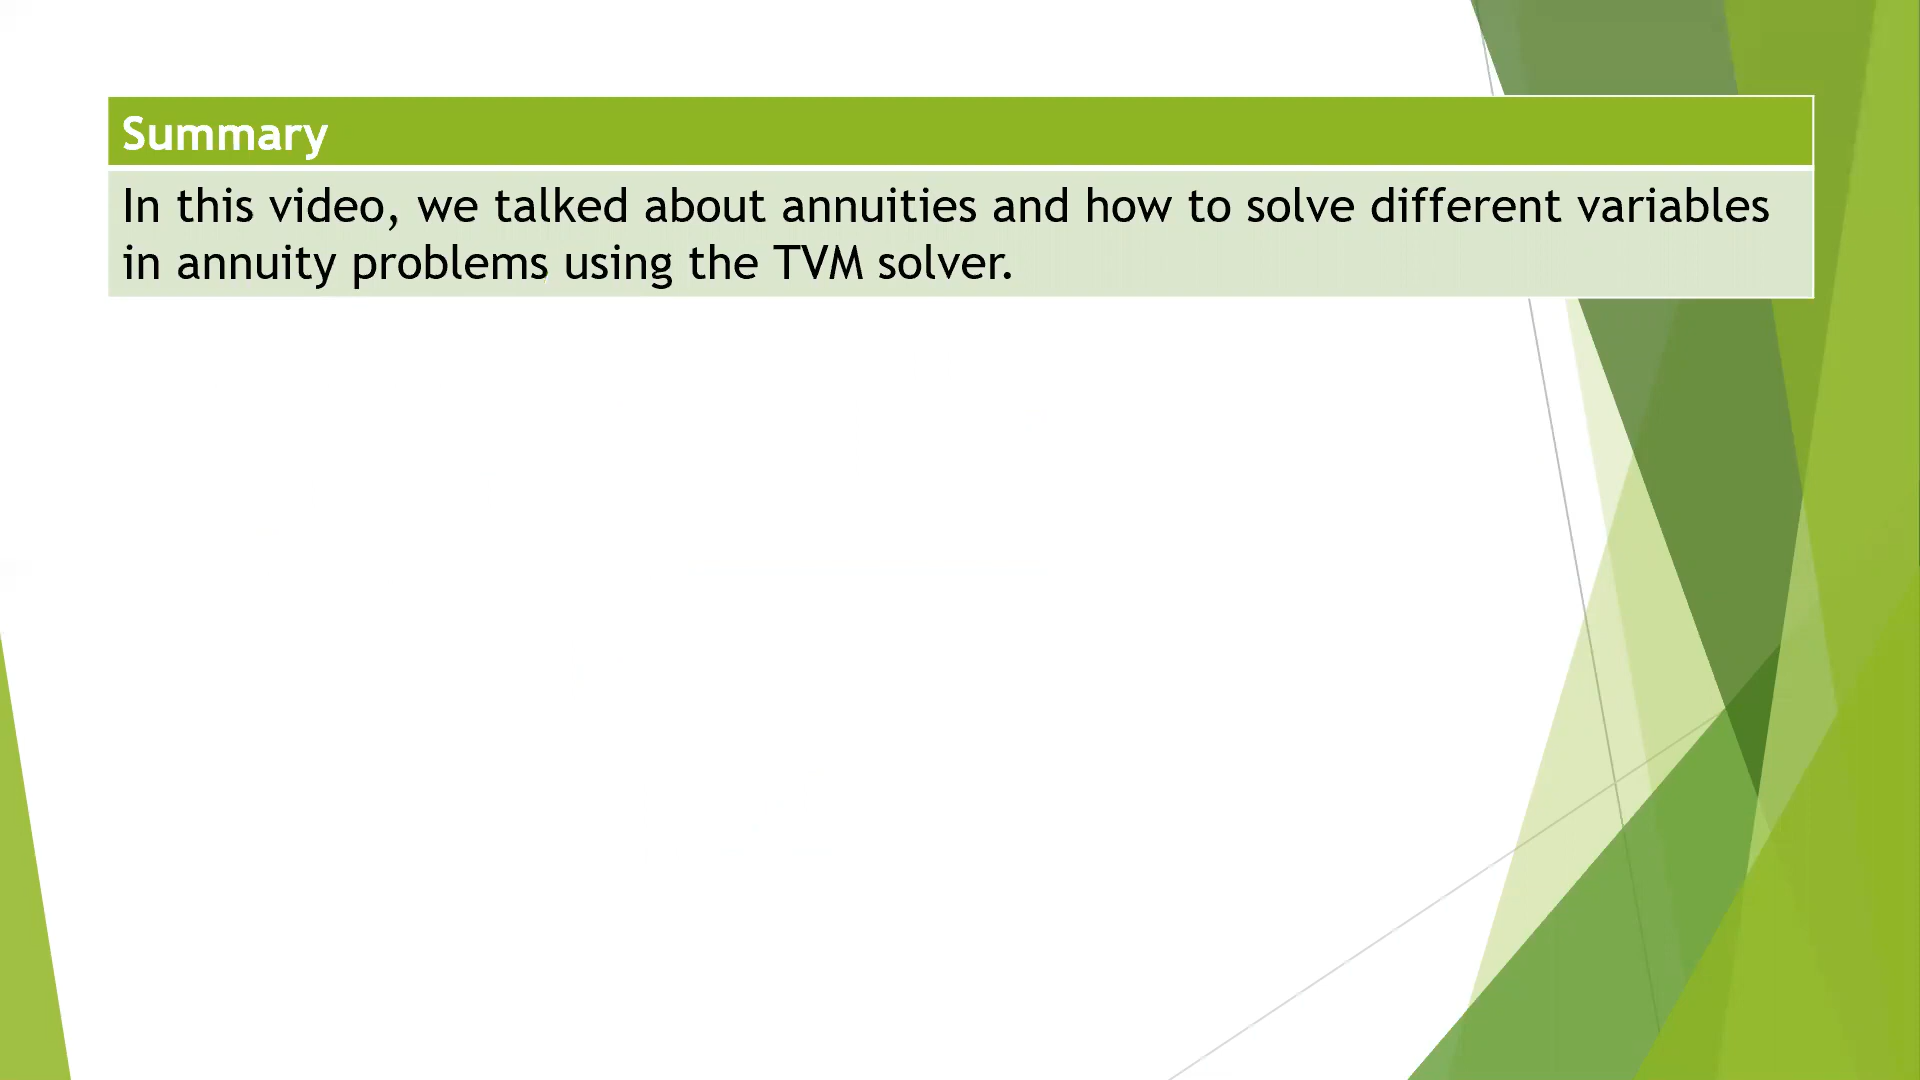 Summary
In this video, we talked about annuities and how to solve different variables
in annuity problems using the TVM solver.